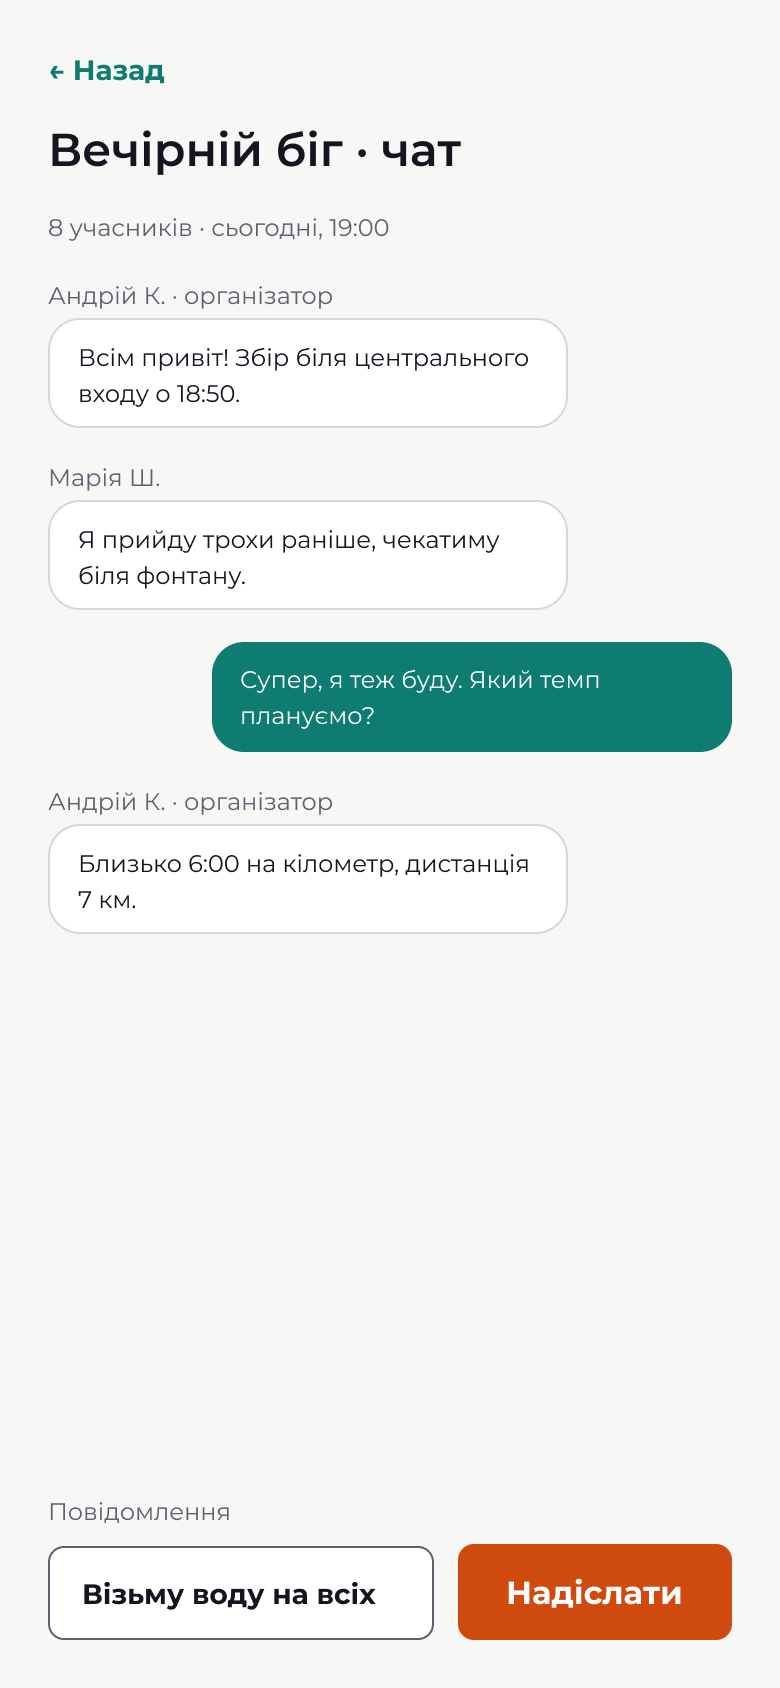 ← Назад
Вечірній біг · чат
8 учасників · сьогодні, 19:00
Андрій К. · організатор
Всім привіт! Збір біля центрального
входу о 18:50.
Марія Ш.
Я прийду трохи раніше, чекатиму
біля фонтану.
Супер, я теж буду. Який темп
плануємо?
Андрій К. · організатор
Близько 6:00 на кілометр, дистанція
7 км.
Повідомлення
Візьму воду на всіх
Надіслати